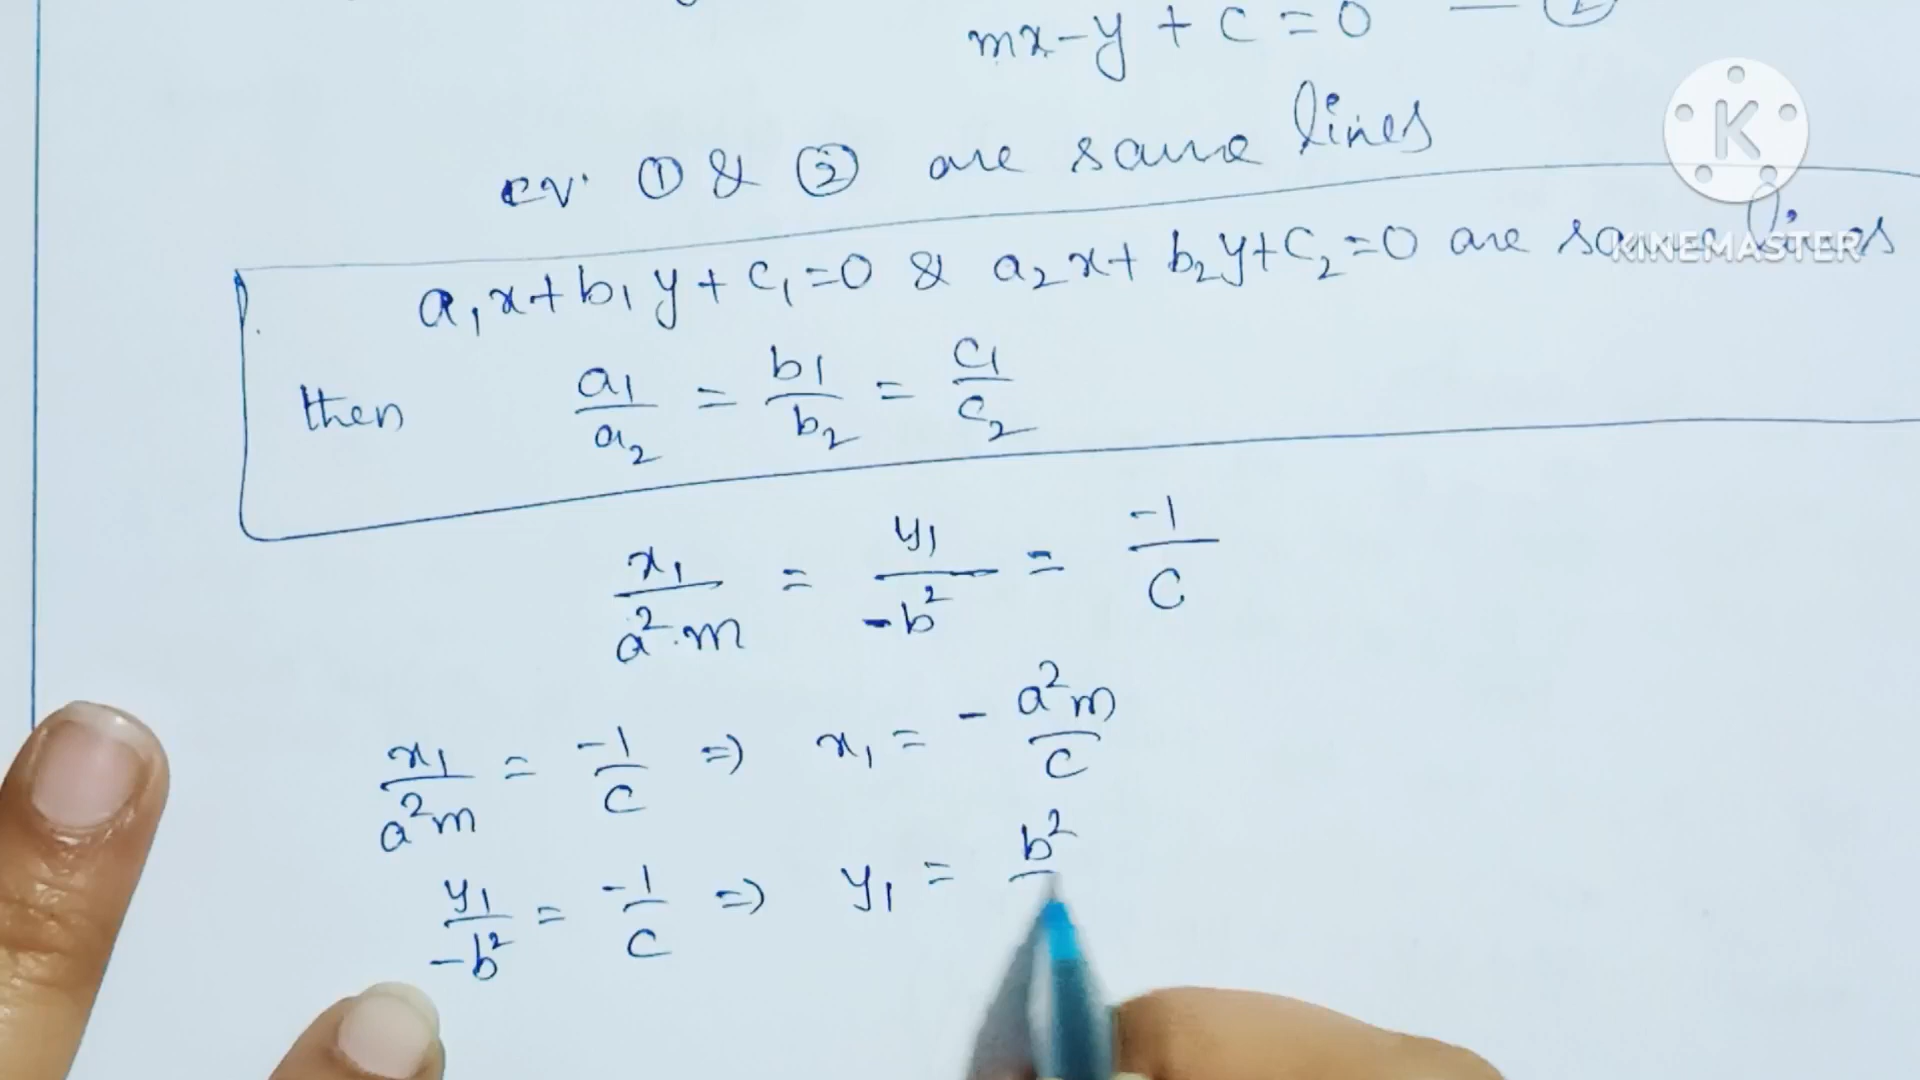 mx - y + c = 0 — ②
ev. ① & ② are same lines
a₁x + b₁y + c₁ = 0 & a₂x + b₂y + c₂ = 0 are same lines
then a₁/a₂ = b₁/b₂ = c₁/c₂
x₁/a².m = y₁/-b² = -1/c
x₁/a²m = -1/c => x₁ = - a²m/c
y₁/-b² = -1/c => y₁ = b²
K
KINEMASTER